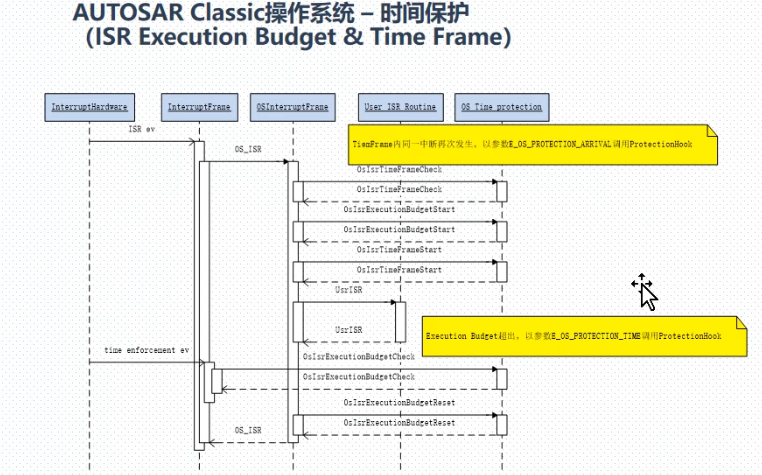 AUTOSAR Classic操作系统 – 时间保护
（ISR Execution Budget & Time Frame）
InterruptHardware
InterruptFrame
OSInterruptFrame
User ISR Routine
OS Time protection
ISR ev
OS_ISR
TiemFrame内同一中断再次发生，以参数E_OS_PROTECTION_ARRIVAL调用ProtectionHook
OsIsrTimeFrameCheck
OsIsrTimeFrameCheck
OsIsrExecutionBudgetStart
OsIsrExecutionBudgetStart
OsIsrTimeFrameStart
OsIsrTimeFrameStart
UsrISR
UsrISR
Execution Budget超出，以参数E_OS_PROTECTION_TIME调用ProtectionHook
time enforcement ev
OsIsrExecutionBudgetCheck
OsIsrExecutionBudgetCheck
OsIsrExecutionBudgetReset
OsIsrExecutionBudgetReset
OS_ISR